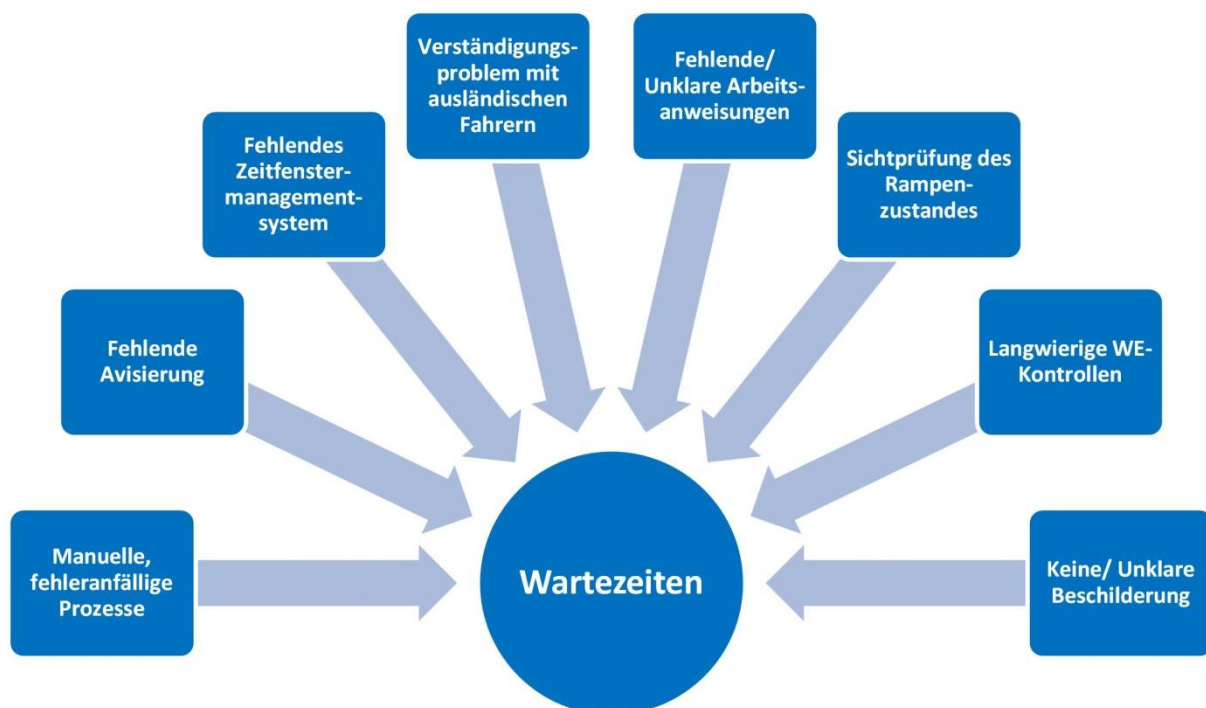 Verständigungs-
problem mit
ausländischen
Fahrern
Fehlende/
Unklare Arbeits-
anweisungen
Fehlendes
Zeitfenster-
management-
system
Sichtprüfung des
Rampen-
zustandes
Fehlende
Avisierung
Langwierige WE-
Kontrollen
Manuelle,
fehleranfällige
Prozesse
Wartezeiten
Keine/ Unklare
Beschilderung